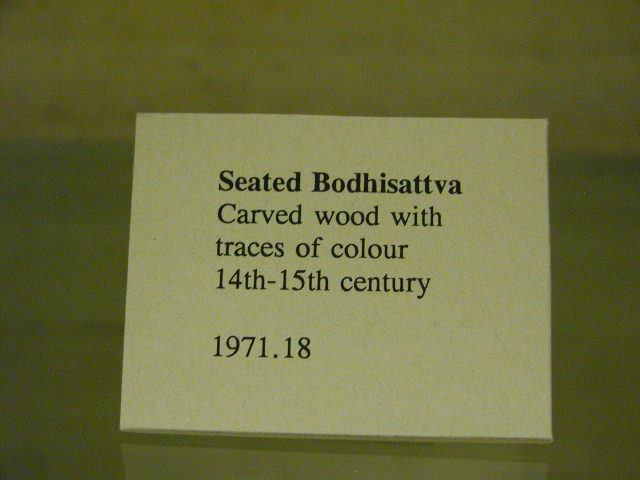 Seated Bodhisattva
Carved wood with
traces of colour
14th-15th century
1971.18